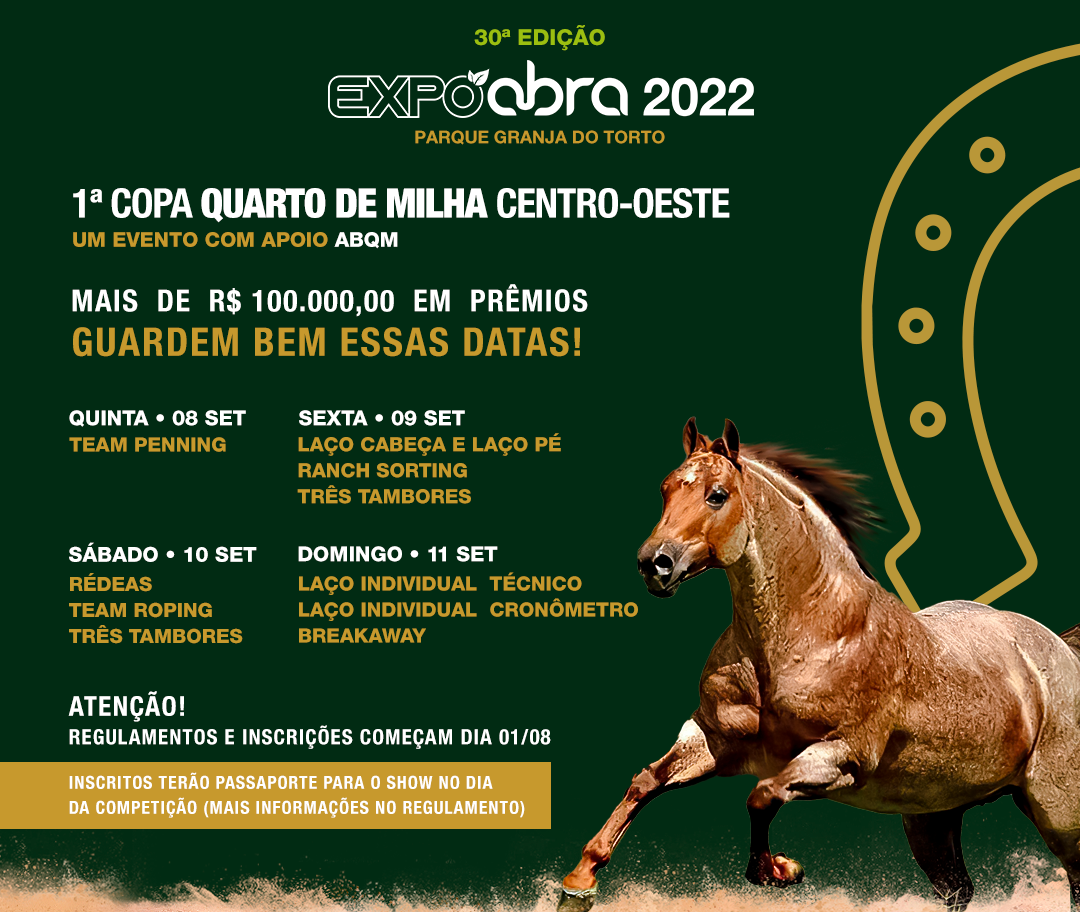 30ª EDIÇÃO
EXPOabra 2022
PARQUE GRANJA DO TORTO
1ª COPA QUARTO DE MILHA CENTRO-OESTE
UM EVENTO COM APOIO ABQM
MAIS DE R$ 100.000,00 EM PRÊMIOS
GUARDEM BEM ESSAS DATAS!
QUINTA • 08 SET
TEAM PENNING
SEXTA • 09 SET
LAÇO CABEÇA E LAÇO PÉ
RANCH SORTING
TRÊS TAMBORES
SÁBADO • 10 SET
RÉDEAS
TEAM ROPING
TRÊS TAMBORES
DOMINGO • 11 SET
LAÇO INDIVIDUAL TÉCNICO
LAÇO INDIVIDUAL CRONÔMETRO
BREAKAWAY
ATENÇÃO!
REGULAMENTOS E INSCRIÇÕES COMEÇAM DIA 01/08
INSCRITOS TERÃO PASSAPORTE PARA O SHOW NO DIA
DA COMPETIÇÃO (MAIS INFORMAÇÕES NO REGULAMENTO)